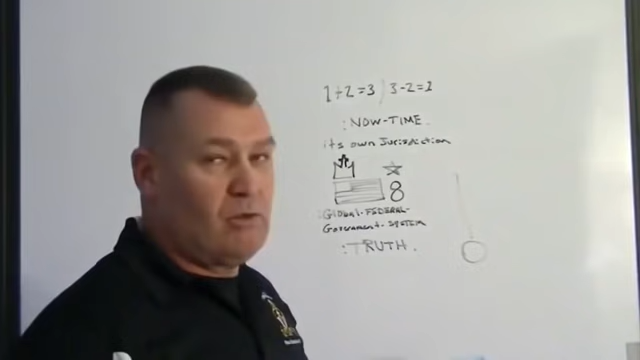 1+2=3 / 3-2=1
:NOW-TIME.
its own Jurisdiction
8
:Global-FEDERAL-
Government-SYSTEM
:TRUTH.